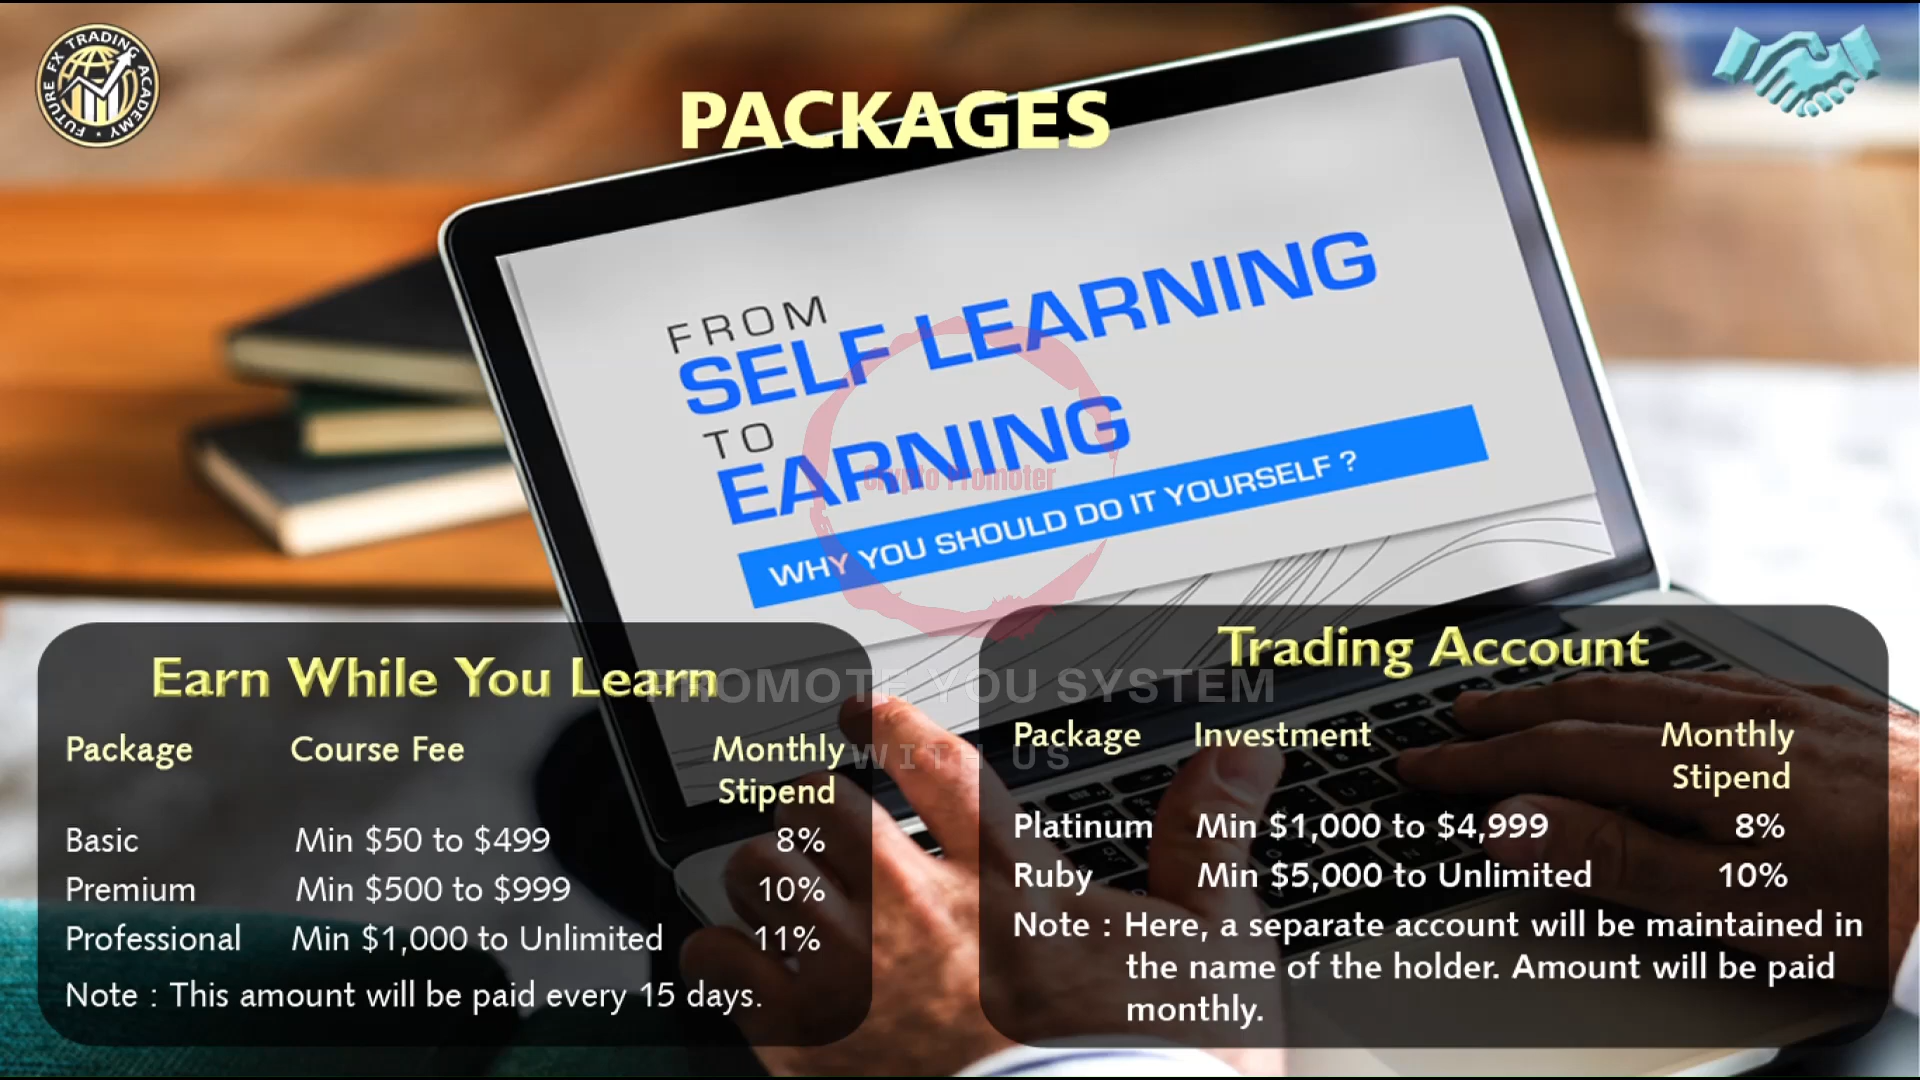 FUTURE FX TRADING ACADEMY
PACKAGES
FROM
SELF LEARNING
TO
EARNING
WHY YOU SHOULD DO IT YOURSELF ?
Crypto Promoter
PROMOTE YOU SYSTEM
WITH US
Earn While You Learn
Package Course Fee Monthly
Stipend
Basic Min $50 to $499 8%
Premium Min $500 to $999 10%
Professional Min $1,000 to Unlimited 11%
Note : This amount will be paid every 15 days.
Trading Account
Package Investment Monthly
Stipend
Platinum Min $1,000 to $4,999 8%
Ruby Min $5,000 to Unlimited 10%
Note : Here, a separate account will be maintained in
the name of the holder. Amount will be paid
monthly.